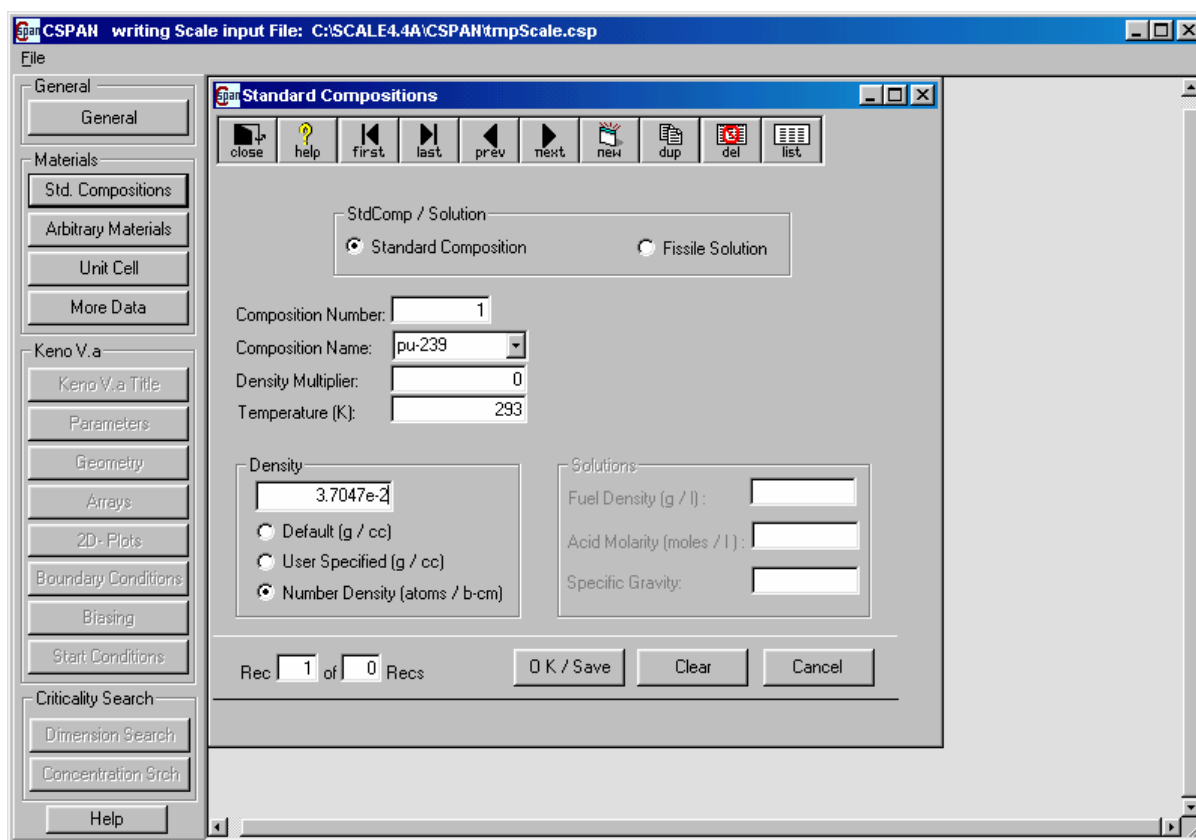 CSPAN writing Scale input File: C:\SCALE4.4A\CSPAN\tmpScale.csp
File
General
General
Materials
Std. Compositions
Arbitrary Materials
Unit Cell
More Data
Keno V.a
Keno V.a Title
Parameters
Geometry
Arrays
2D- Plots
Boundary Conditions
Biasing
Start Conditions
Criticality Search
Dimension Search
Concentration Srch
Help
Standard Compositions
close help first last prev next new dup del list
StdComp / Solution
Standard Composition Fissile Solution
Composition Number: 1
Composition Name: pu-239
Density Multiplier: 0
Temperature (K): 293
Density
3.7047e-2
Default (g / cc)
User Specified (g / cc)
Number Density (atoms / b-cm)
Solutions
Fuel Density (g / l) :
Acid Molarity (moles / l ) :
Specific Gravity:
Rec 1 of 0 Recs
O K / Save Clear Cancel